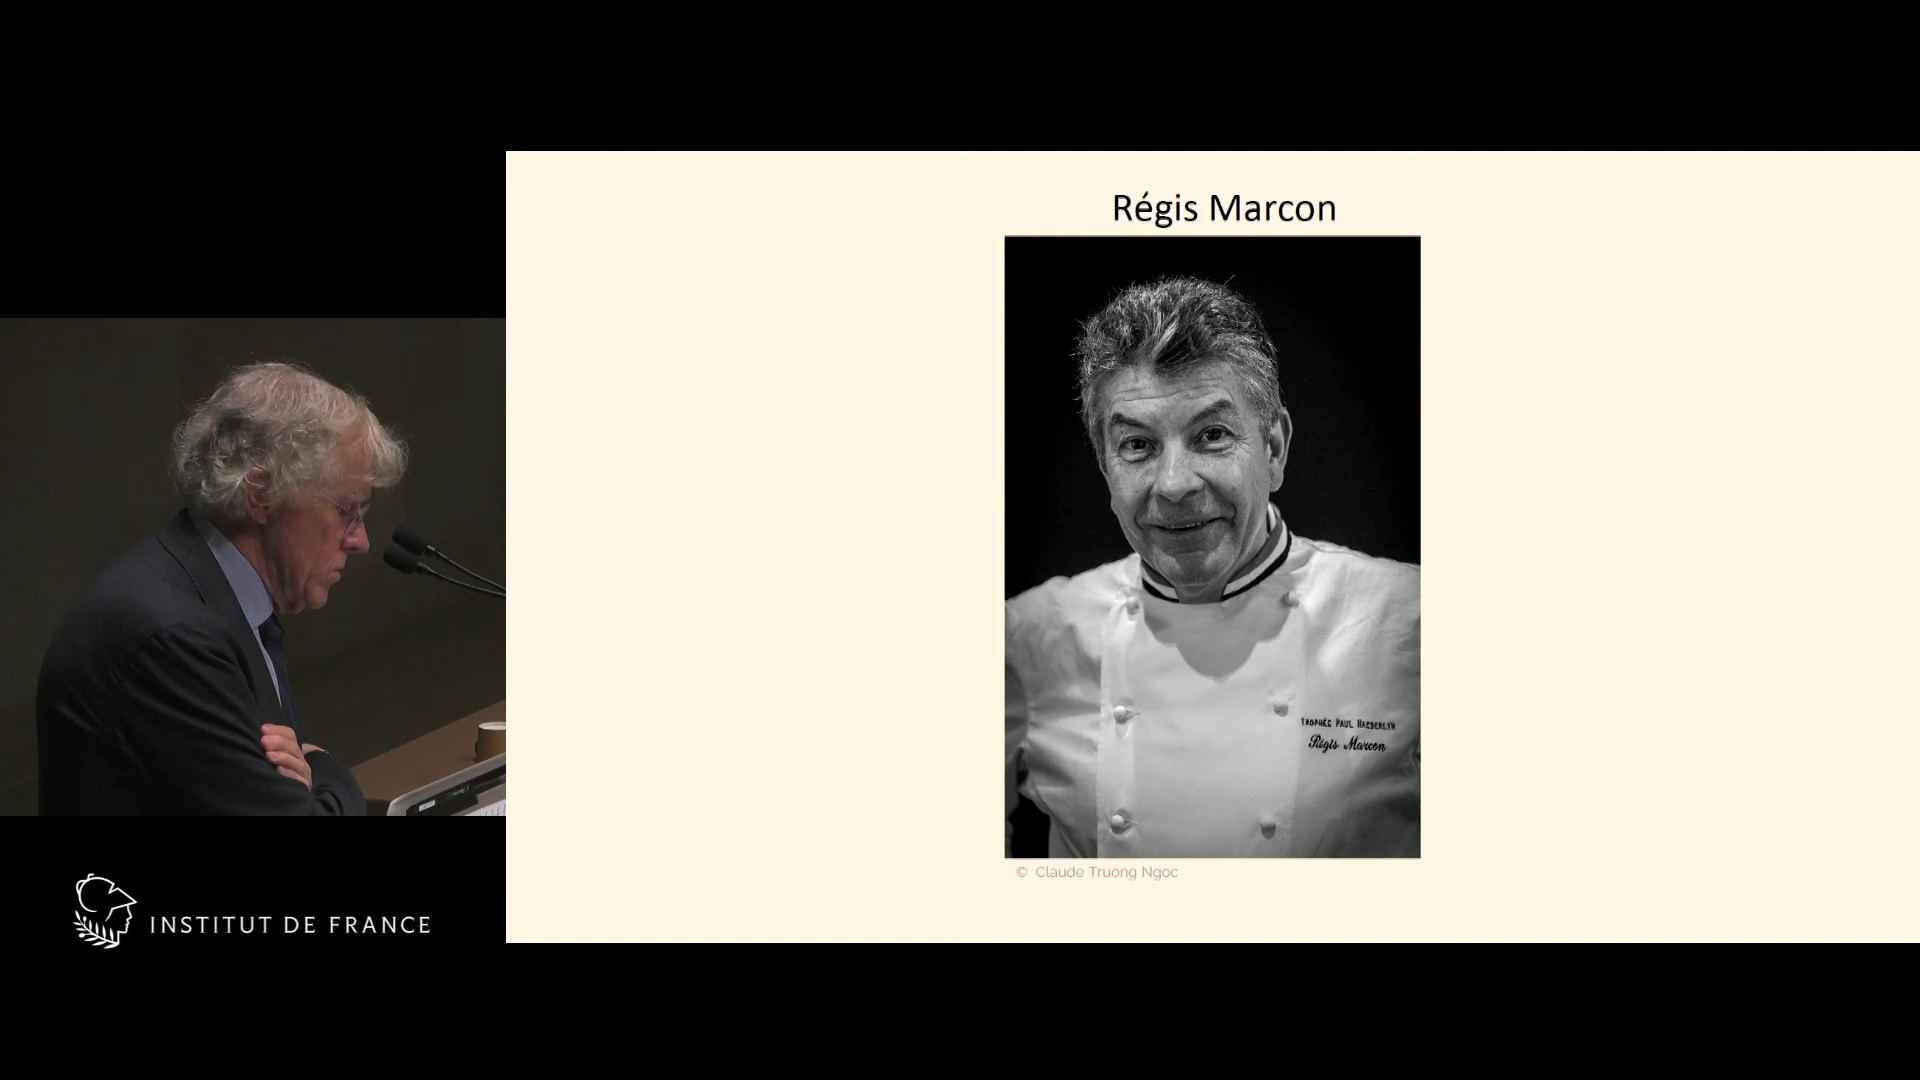 Régis Marcon
TROPHÉE PAUL HAEBERLIN
Régis Marcon
© Claude Truong Ngoc
INSTITUT DE FRANCE